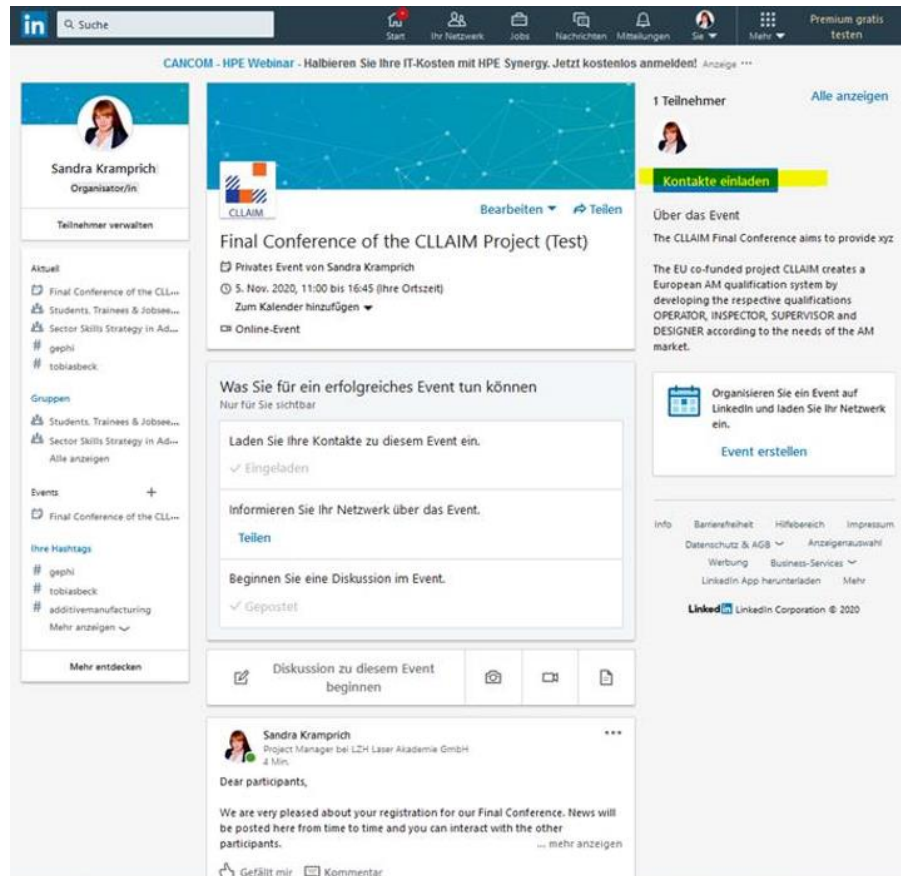 in
Suche
Start
Ihr Netzwerk
Jobs
Nachrichten
Mitteilungen
Sie
Mehr
Premium gratis
testen
CANCOM - HPE Webinar - Halbieren Sie Ihre IT-Kosten mit HPE Synergy. Jetzt kostenlos anmelden! Anzeige ...
Sandra Kramprich
Organisator/in
Teilnehmer verwalten
Aktuell
Final Conference of the CLL...
Students, Trainees & Jobsee...
Sector Skills Strategy in Ad...
# gephi
# tobiasbeck
Gruppen
Students, Trainees & Jobsee...
Sector Skills Strategy in Ad...
Alle anzeigen
Events +
Final Conference of the CLL...
Ihre Hashtags
# gephi
# tobiasbeck
# additivemanufacturing
Mehr anzeigen
Mehr entdecken
CLLAIM
Bearbeiten
Teilen
Final Conference of the CLLAIM Project (Test)
Privates Event von Sandra Kramprich
5. Nov. 2020, 11:00 bis 16:45 (Ihre Ortszeit)
Zum Kalender hinzufügen
Online-Event
Was Sie für ein erfolgreiches Event tun können
Nur für Sie sichtbar
Laden Sie Ihre Kontakte zu diesem Event ein.
✓ Eingeladen
Informieren Sie Ihr Netzwerk über das Event.
Teilen
Beginnen Sie eine Diskussion im Event.
✓ Gepostet
Diskussion zu diesem Event
beginnen
Sandra Kramprich
Project Manager bei LZH Laser Akademie GmbH
4 Min.
Dear participants,
We are very pleased about your registration for our Final Conference. News will
be posted here from time to time and you can interact with the other
participants.
... mehr anzeigen
Gefällt mir
Kommentar
1 Teilnehmer
Alle anzeigen
Kontakte einladen
Über das Event
The CLLAIM Final Conference aims to provide xyz
The EU co-funded project CLLAIM creates a
European AM qualification system by
developing the respective qualifications
OPERATOR, INSPECTOR, SUPERVISOR and
DESIGNER according to the needs of the AM
market.
Organisieren Sie ein Event auf
LinkedIn und laden Sie Ihr Netzwerk
ein.
Event erstellen
Info Barrierefreiheit Hilfebereich Impressum
Datenschutz & AGB Anzeigenauswahl
Werbung Business-Services
LinkedIn App herunterladen Mehr
LinkedIn LinkedIn Corporation © 2020